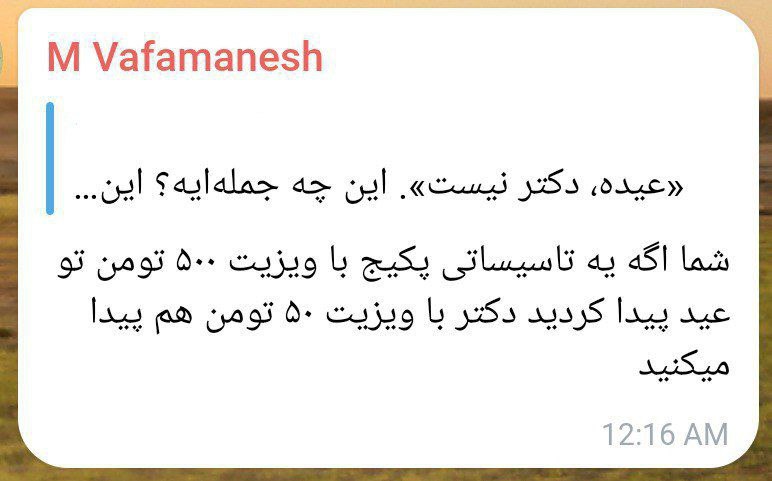 M Vafamanesh
«عیده، دکتر نیست». این چه جمله‌ایه؟ این...
شما اگه یه تاسیساتی پکیج با ویزیت ۵۰۰ تومن تو
عید پیدا کردید دکتر با ویزیت ۵۰ تومن هم پیدا
میکنید
12:16 AM